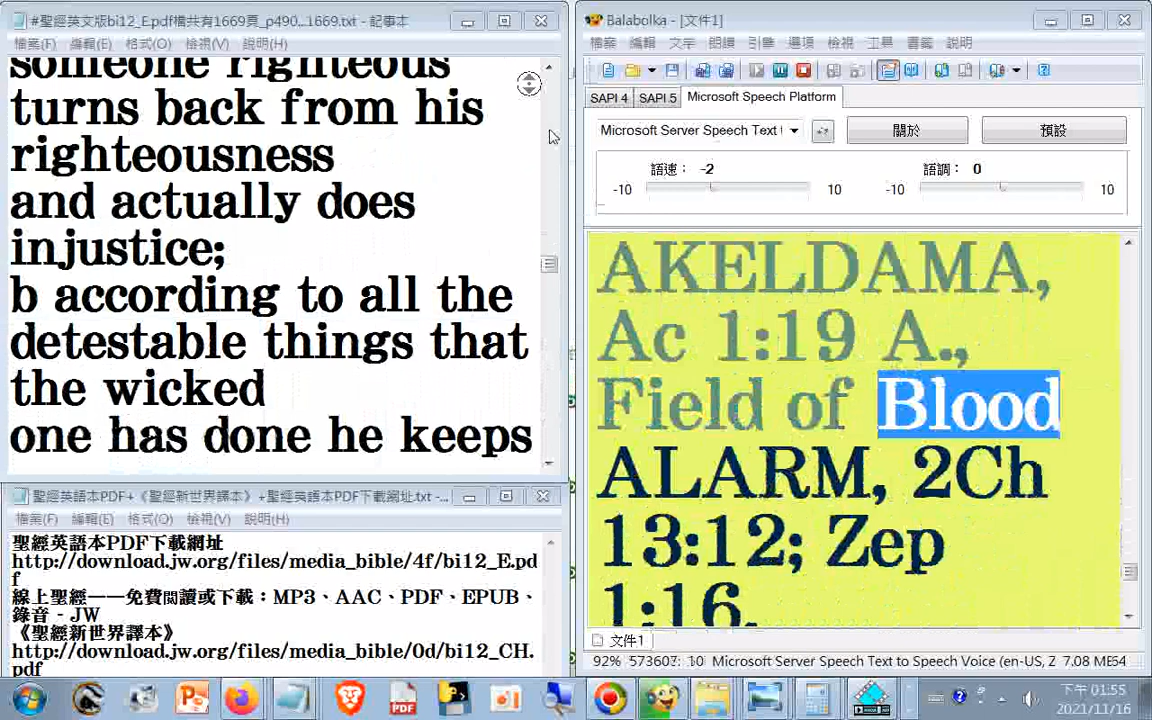 #聖經英文版bi12_E.pdf檔共有1669頁_p490,..1669.txt - 記事本
檔案(F) 編輯(E) 格式(O) 檢視(V) 說明(H)
someone righteous
turns back from his
righteousness
and actually does
injustice;
b according to all the
detestable things that
the wicked
one has done he keeps
聖經英語本PDF+《聖經新世界譯本》+聖經英語本PDF下載網址.txt -...
檔案(F) 編輯(E) 格式(O) 檢視(V) 說明(H)
聖經英語本PDF下載網址
http://download.jw.org/files/media_bible/4f/bi12_E.pd
f
線上聖經——免費閱讀或下載：MP3、AAC、PDF、EPUB、
錄音 - JW
《聖經新世界譯本》
http://download.jw.org/files/media_bible/0d/bi12_CH.
pdf
Balabolka - [文件1]
檔案 編輯 文字 朗讀 引擎 選項 檢視 工具 書籤 說明
SAPI 4 SAPI 5 Microsoft Speech Platform
Microsoft Server Speech Text 關於 預設
語速： -2 語調： 0
-10 10 -10 10
AKELDAMA,
Ac 1:19 A.,
Field of Blood
ALARM, 2Ch
13:12; Zep
1:16.
文件1
92% 573607: 10 Microsoft Server Speech Text to Speech Voice (en-US, Z 7.08 ME54
下午 01:55
2021/11/16